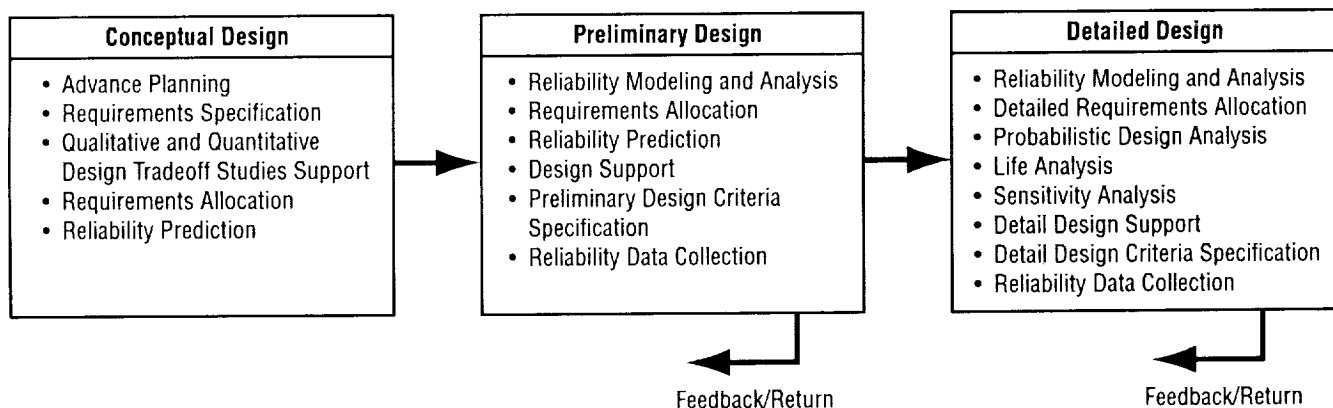 Conceptual Design
• Advance Planning
• Requirements Specification
• Qualitative and Quantitative
Design Tradeoff Studies Support
• Requirements Allocation
• Reliability Prediction
Preliminary Design
• Reliability Modeling and Analysis
• Requirements Allocation
• Reliability Prediction
• Design Support
• Preliminary Design Criteria
Specification
• Reliability Data Collection
Feedback/Return
Detailed Design
• Reliability Modeling and Analysis
• Detailed Requirements Allocation
• Probabilistic Design Analysis
• Life Analysis
• Sensitivity Analysis
• Detail Design Support
• Detail Design Criteria Specification
• Reliability Data Collection
Feedback/Return